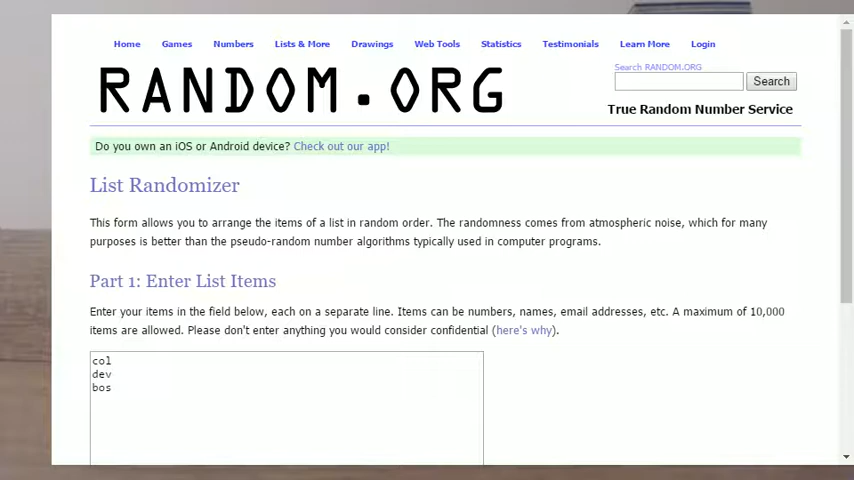 Home Games Numbers Lists & More Drawings Web Tools Statistics Testimonials Learn More Login
RANDOM.ORG
Search RANDOM.ORG
Search
True Random Number Service
Do you own an iOS or Android device? Check out our app!
List Randomizer
This form allows you to arrange the items of a list in random order. The randomness comes from atmospheric noise, which for many
purposes is better than the pseudo-random number algorithms typically used in computer programs.
Part 1: Enter List Items
Enter your items in the field below, each on a separate line. Items can be numbers, names, email addresses, etc. A maximum of 10,000
items are allowed. Please don't enter anything you would consider confidential (here's why).
col
dev
bos